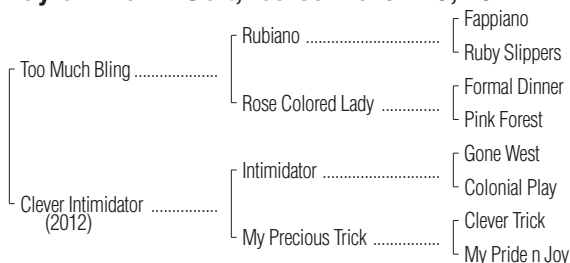 Fappiano
Rubiano ........................
Ruby Slippers
Too Much Bling ...................
Formal Dinner
Rose Colored Lady ..............
Pink Forest
Gone West
Intimidator ........................
Colonial Play
Clever Intimidator ...............
(2012)
Clever Trick
My Precious Trick ...............
My Pride n Joy